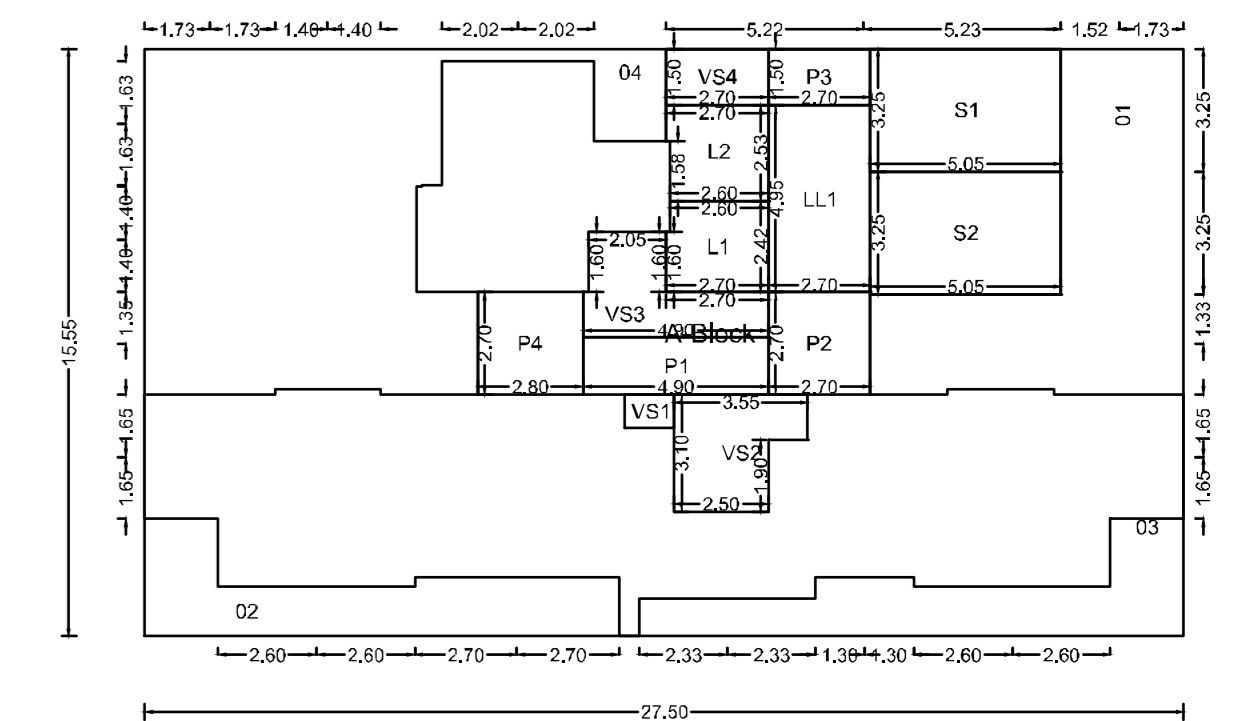 1.73 1.73 1.40 1.40 2.02 2.02 5.22 5.23 1.52 1.73
04 1.50 VS4 1.50 P3
1.63 2.70 2.70 3.25 S1 01 3.25
2.70
1.63 1.58 L2 2.53 5.05
2.60 4.95 LL1
1.40 2.60 3.25 S2 3.25
2.05 L1 2.42
1.40 1.60 1.60 1.60 2.70 2.70 5.05
15.55
1.35 VS3 2.70 1.33
4.90 A-Block
2.70 P4 P1 2.70 P2
2.80 4.90 2.70
VS1 3.55
1.65 3.10 VS2 1.65
1.65 1.90 1.65
2.50
03
02
2.60 2.60 2.70 2.70 2.33 2.33 1.30 1.30 2.60 2.60
27.50